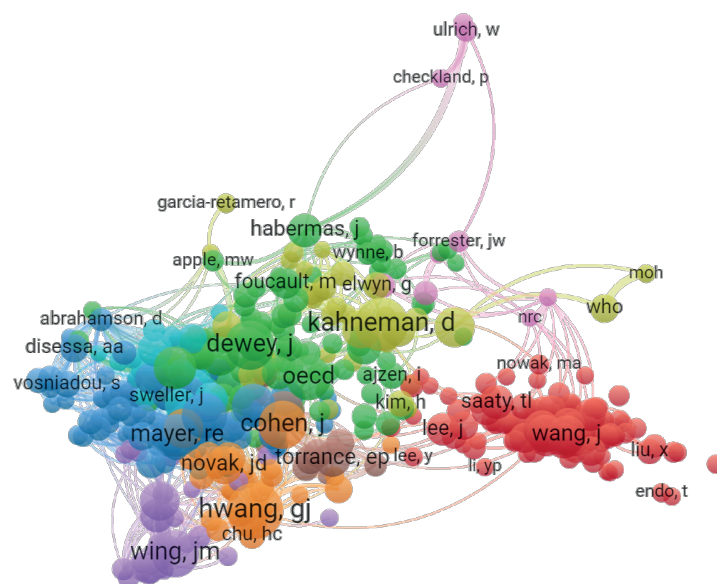 ulrich, w
checkland, p
garcia-retamero, r
habermas, j
wynne, b
forrester, jw
apple, mw
foucault, m
elwyn, g
moh
who
abrahamson, d
kahneman, d
nrc
disessa, aa
dewey, j
vosniadou, s
oecd
ajzen, i
nowak, ma
sweller, j
kim, h
saaty, tl
mayer, re
cohen, j
lee, j
wang, j
novak, jd
torrance, ep
lee, y
li, yp
liu, x
endo, t
hwang, gj
chu, hc
wing, jm